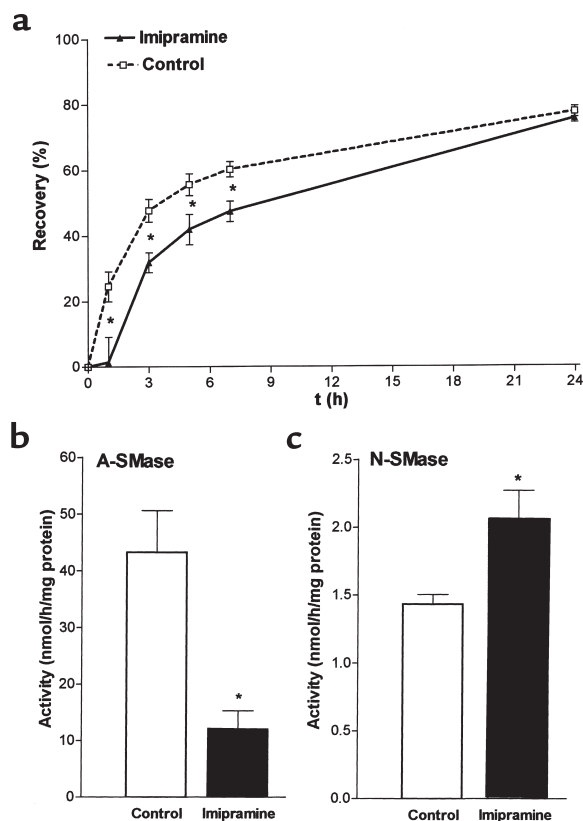 a
Imipramine
Control
Recovery (%)
100
80
60
40
20
0
*
*
*
*
0 3 6 9 12 15 18 21 24
t (h)
b
A-SMase
Activity (nmol/h/mg protein)
60
50
40
30
20
10
0
*
Control Imipramine
c
N-SMase
Activity (nmol/h/mg protein)
2.5
2.0
1.5
1.0
0.5
0.0
*
Control Imipramine